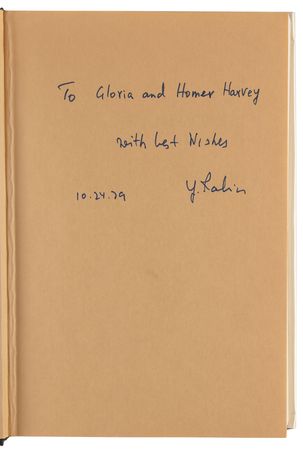 To Gloria and Homer Harvey
with best Wishes
10.24.79 Y. Rabin